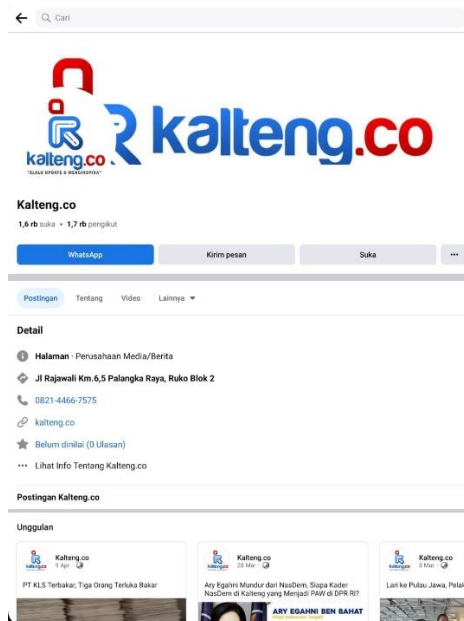 Cari
kalteng.co
kalteng.co
"SLALU UPDATE & MENGINSPIRA"
Kalteng.co
1,6 rb suka • 1,7 rb pengikut
WhatsApp
Kirim pesan
Suka
Postingan
Tentang
Video
Lainnya
Detail
Halaman · Perusahaan Media/Berita
Jl Rajawali Km.6,5 Palangka Raya, Ruko Blok 2
0821-4466-7575
kalteng.co
Belum dinilai (0 Ulasan)
Lihat Info Tentang Kalteng.co
Postingan Kalteng.co
Unggulan
Kalteng.co
9 Apr
PT KLS Terbakar, Tiga Orang Terluka Bakar
Kalteng.co
28 Mar
Ary Egahni Mundur dari NasDem, Siapa Kader
NasDem di Kalteng yang Menjadi PAW di DPR RI?
ARY EGAHNI BEN BAHAT
Kalteng.co
Lari ke Pulau Jawa, Pelak